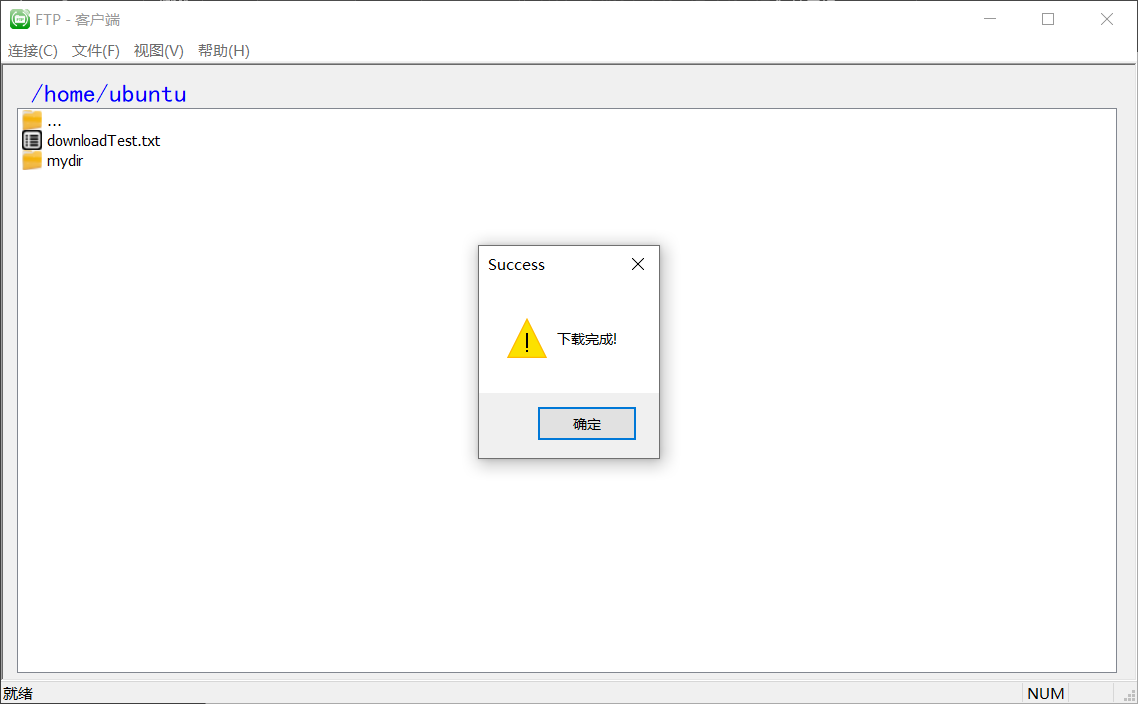 FTP - 客户端
连接(C) 文件(F) 视图(V) 帮助(H)
/home/ubuntu
...
downloadTest.txt
mydir
Success
下载完成!
确定
就绪 NUM